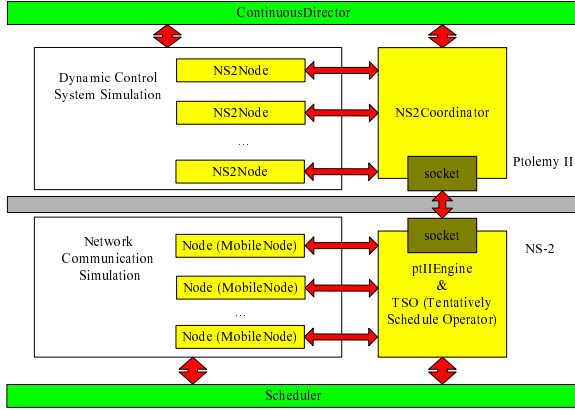 ContinuousDirector
Dynamic Control
System Simulation
NS2Node
NS2Node
...
NS2Node
NS2Coordinator
socket
Ptolemy II
Network
Communication
Simulation
Node (MobileNode)
Node (MobileNode)
...
Node (MobileNode)
socket
ptIIEngine
&
TSO (Tentatively
Schedule Operator)
NS-2
Scheduler